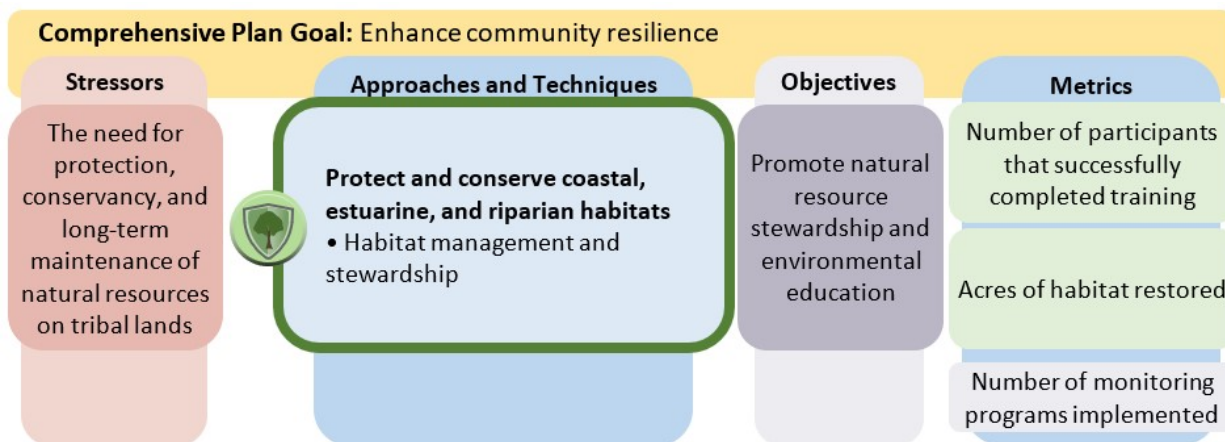 Comprehensive Plan Goal: Enhance community resilience
Stressors
The need for
protection,
conservancy, and
long-term
maintenance of
natural resources
on tribal lands
Approaches and Techniques
Protect and conserve coastal,
estuarine, and riparian habitats
• Habitat management and
stewardship
Objectives
Promote natural
resource
stewardship and
environmental
education
Metrics
Number of participants
that successfully
completed training
Acres of habitat restored
Number of monitoring
programs implemented